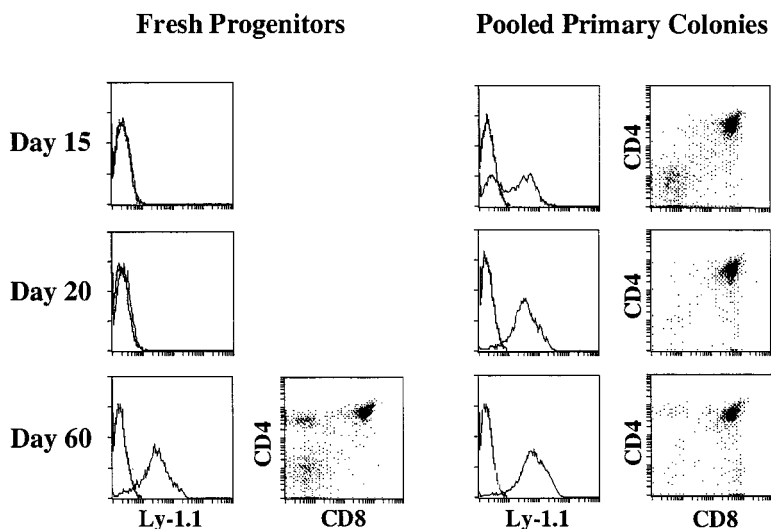 Fresh Progenitors
Pooled Primary Colonies
Day 15
CD4
Day 20
CD4
Day 60
CD4
CD4
Ly-1.1
CD8
Ly-1.1
CD8